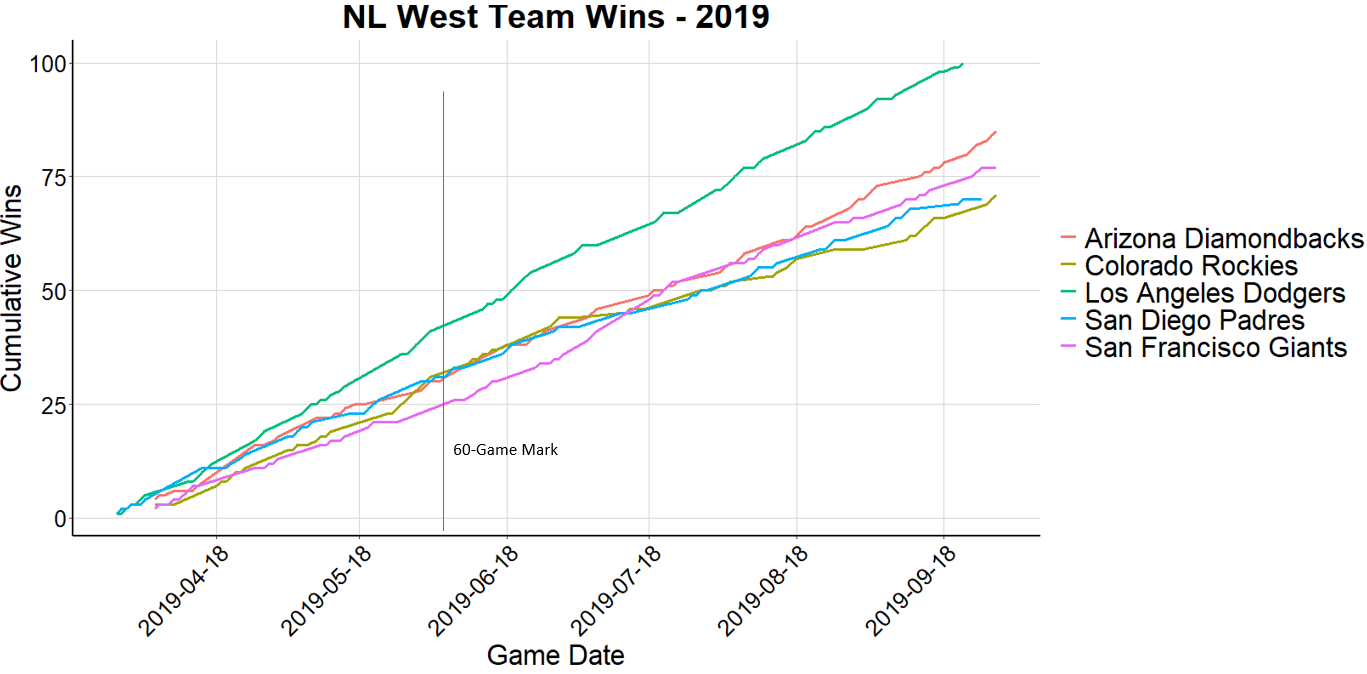 NL West Team Wins - 2019
Cumulative Wins
100
75
50
25
0
60-Game Mark
2019-04-18
2019-05-18
2019-06-18
2019-07-18
2019-08-18
2019-09-18
Game Date
Arizona Diamondbacks
Colorado Rockies
Los Angeles Dodgers
San Diego Padres
San Francisco Giants